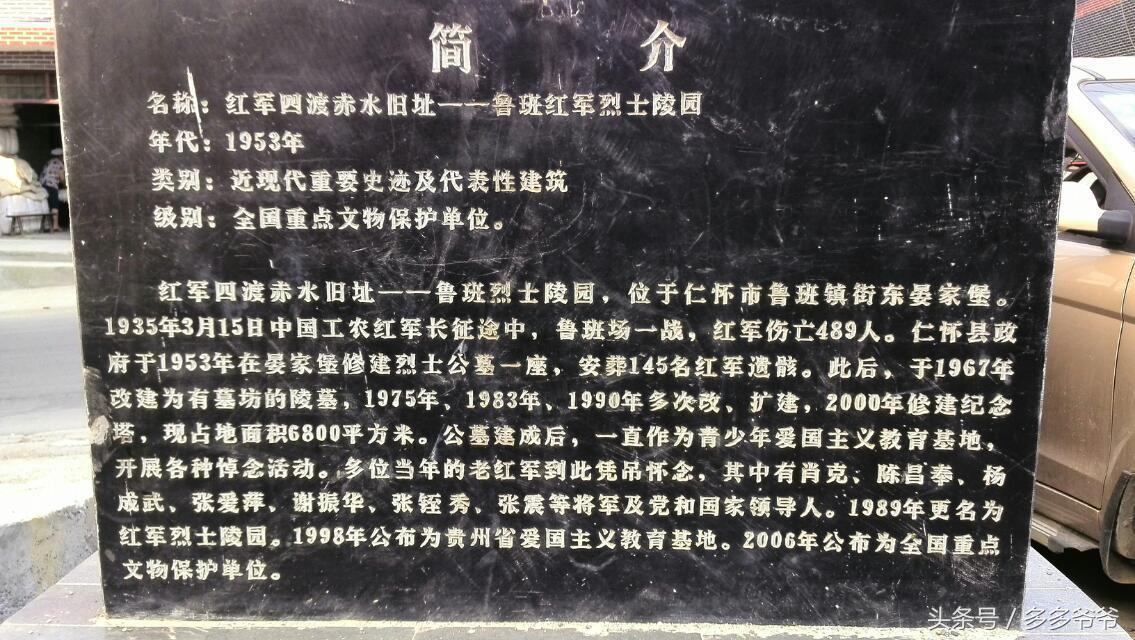 简 介
名称：红军四渡赤水旧址——鲁班红军烈士陵园
年代：1953年
类别：近现代重要史迹及代表性建筑
级别：全国重点文物保护单位。
红军四渡赤水旧址——鲁班烈士陵园，位于仁怀市鲁班镇街东晏家堡。
1935年3月15日中国工农红军长征途中，鲁班场一战，红军伤亡489人。仁怀县政
府于1953年在晏家堡修建烈士公墓一座，安葬145名红军遗骸。此后，于1967年
改建为有墓坊的陵墓，1975年、1983年、1990年多次改、扩建，2000年修建纪念
塔，现占地面积6800平方米。公墓建成后，一直作为青少年爱国主义教育基地，
开展各种悼念活动。多位当年的老红军到此凭吊怀念，其中有肖克、陈昌奉、杨
成武、张爱萍、谢振华、张铚秀、张震等将军及党和国家领导人。1989年更名为
红军烈士陵园。1998年公布为贵州省爱国主义教育基地。2006年公布为全国重点
文物保护单位。
头条号 / 多多爷爷